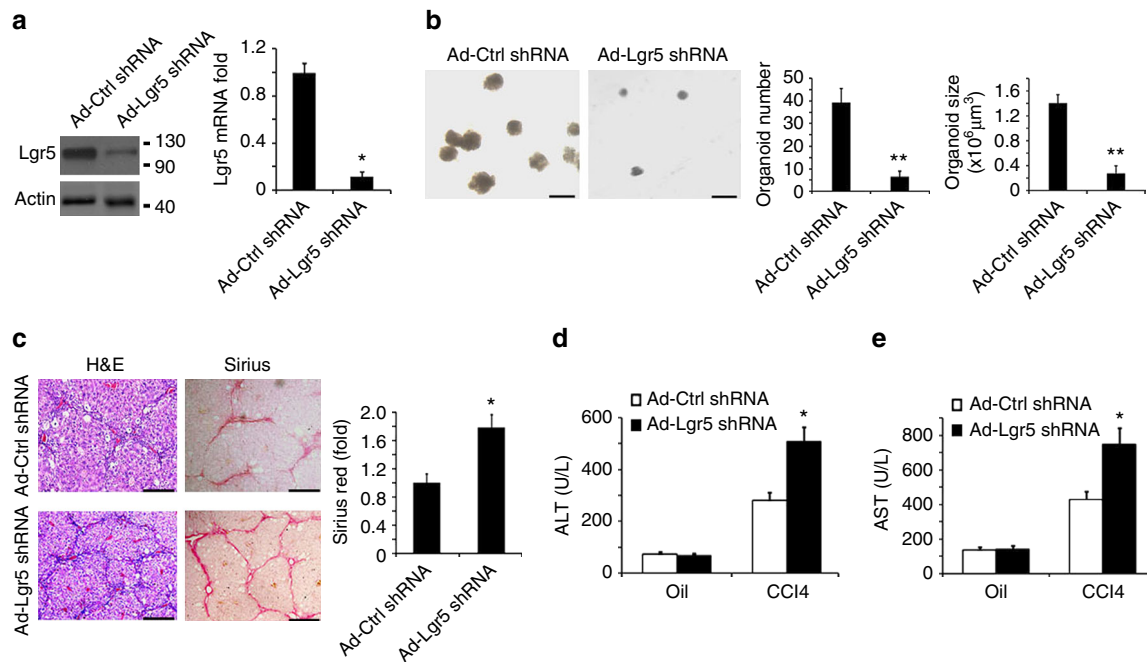 a
Ad-Ctrl shRNA
Ad-Lgr5 shRNA
Lgr5
130
90
Actin
40
Lgr5 mRNA fold
1.2
0.8
0.4
0
*
Ad-Ctrl shRNA
Ad-Lgr5 shRNA
b
Ad-Ctrl shRNA
Ad-Lgr5 shRNA
Organoid number
50
40
30
20
10
0
**
Ad-Ctrl shRNA
Ad-Lgr5 shRNA
Organoid size
(x10⁶µm³)
1.6
1.2
0.8
0.4
0
**
Ad-Ctrl shRNA
Ad-Lgr5 shRNA
c
H&E
Sirius
Ad-Ctrl shRNA
Ad-Lgr5 shRNA
Sirius red (fold)
2.0
1.6
1.2
0.8
0.4
0
*
Ad-Ctrl shRNA
Ad-Lgr5 shRNA
d
Ad-Ctrl shRNA
Ad-Lgr5 shRNA
ALT (U/L)
600
400
200
0
*
Oil
CCl4
e
Ad-Ctrl shRNA
Ad-Lgr5 shRNA
AST (U/L)
800
600
400
200
0
*
Oil
CCl4